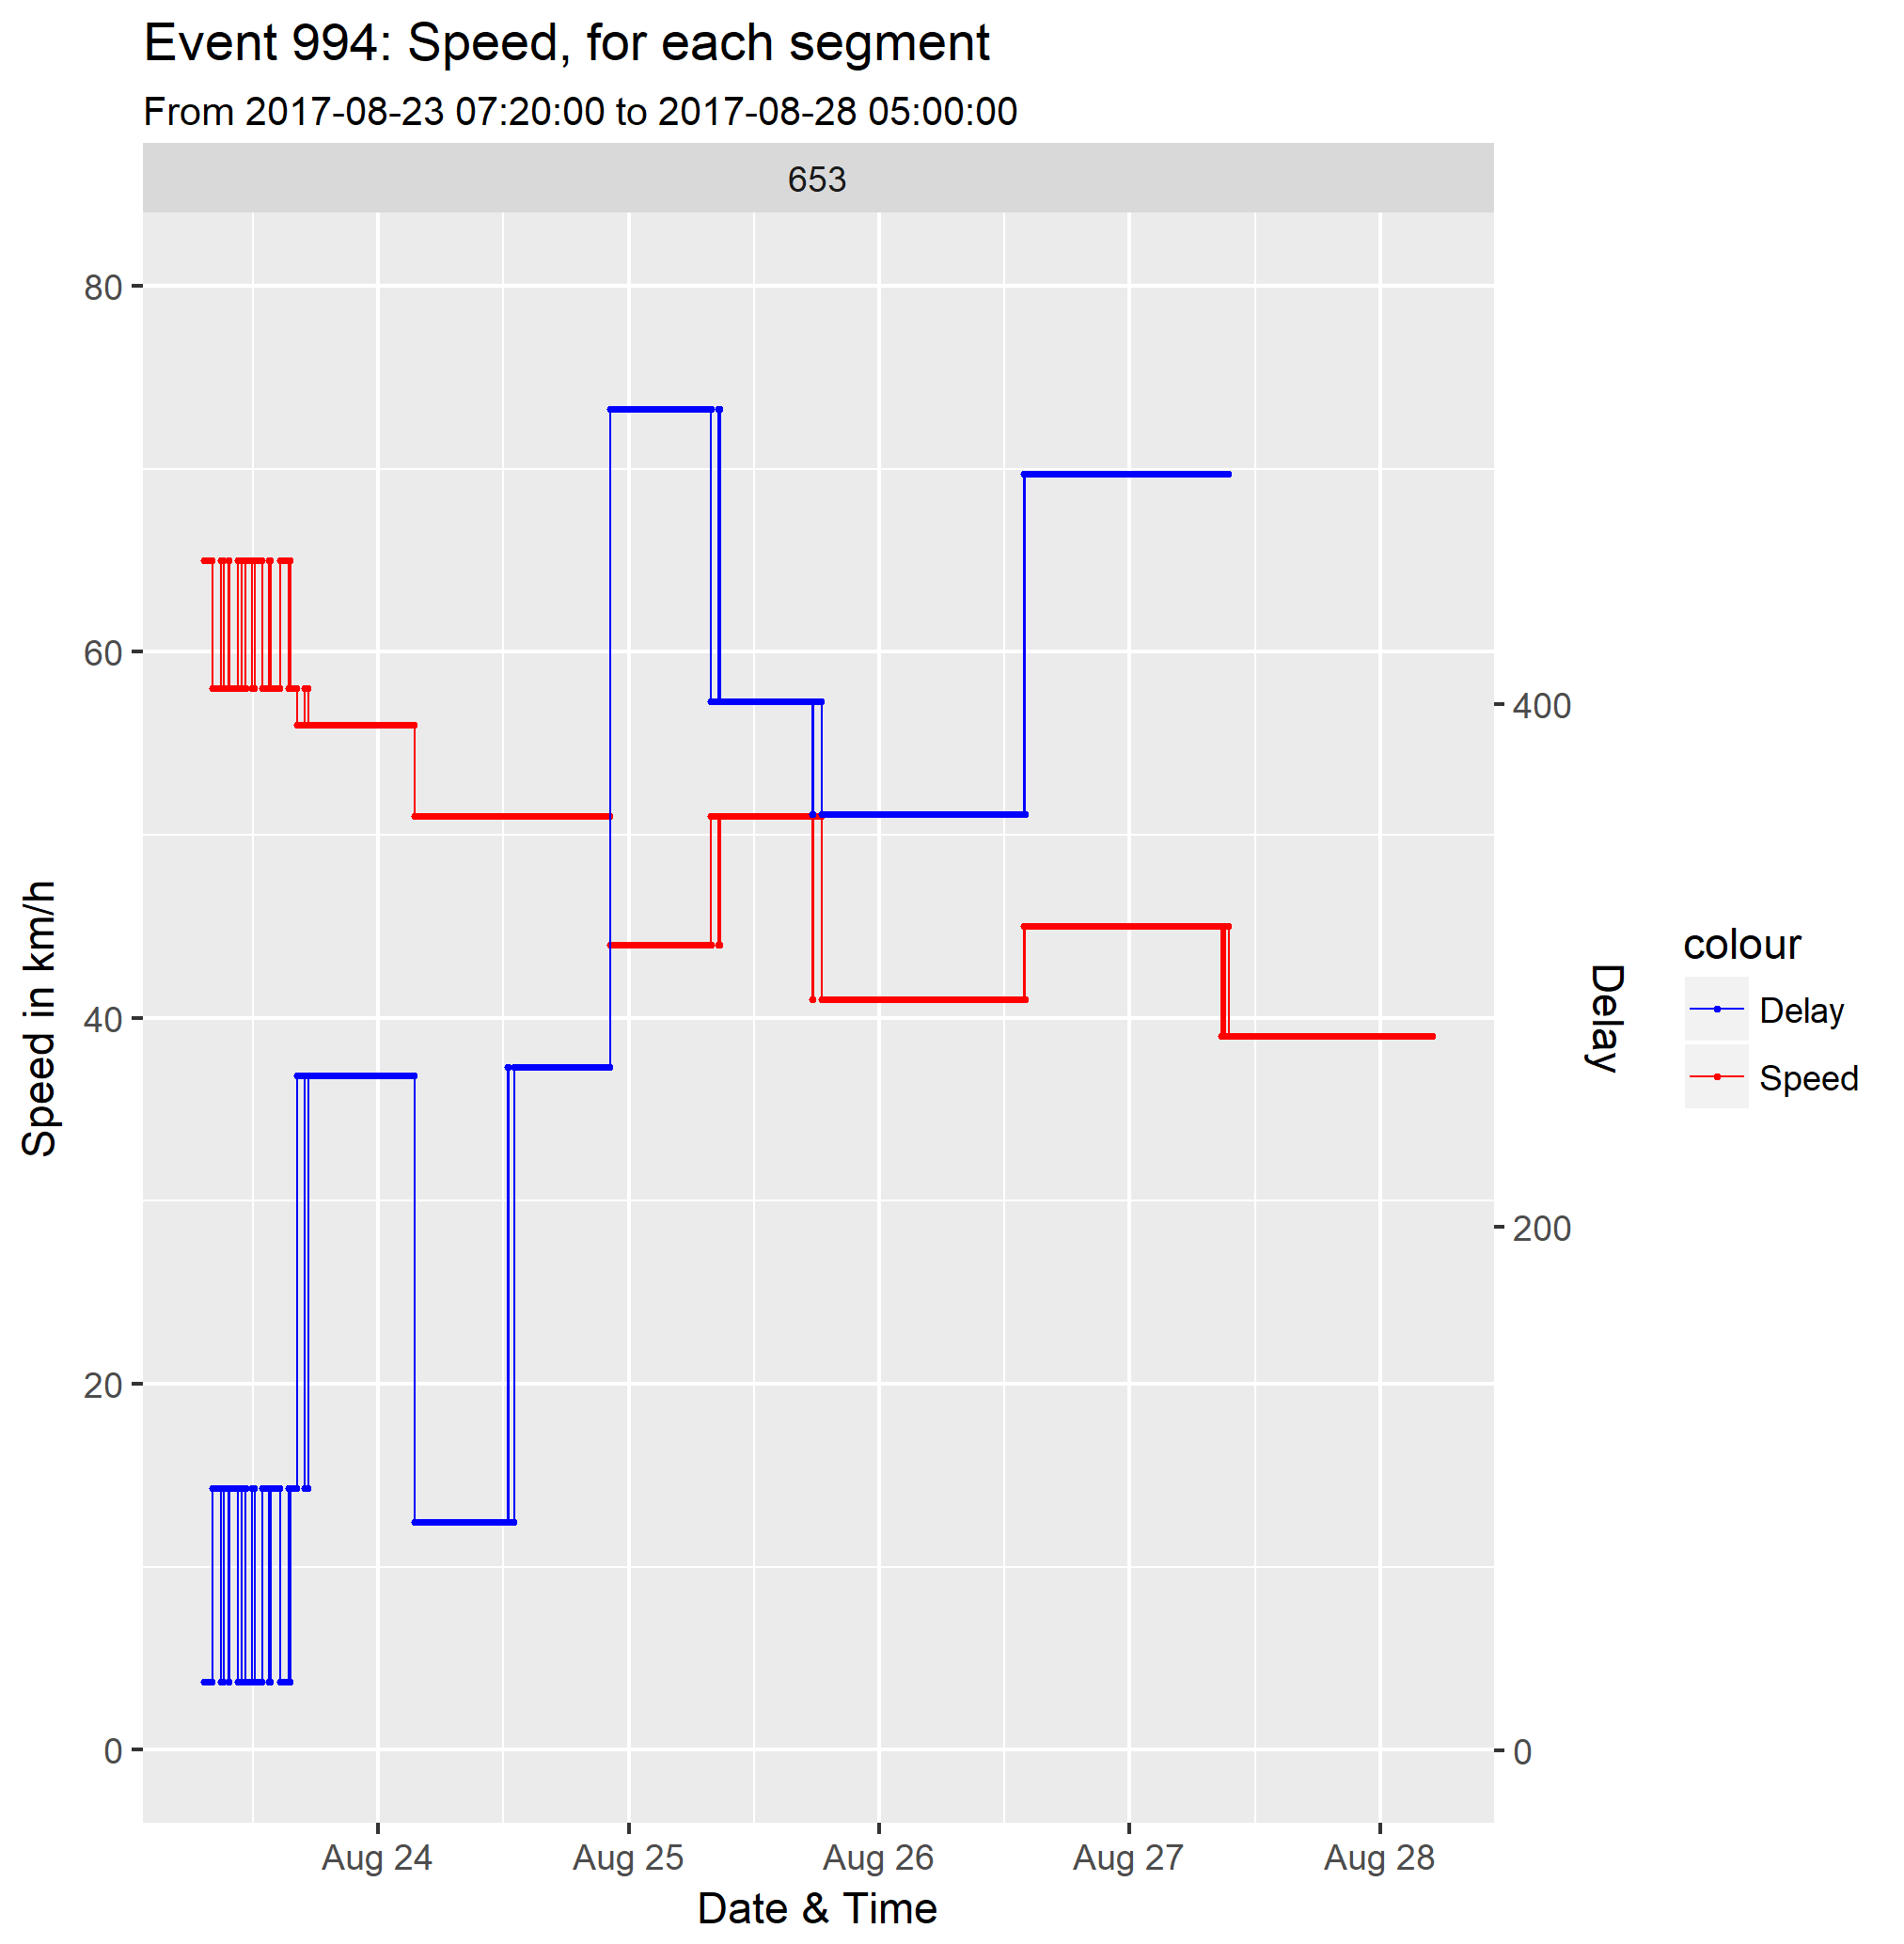 Event 994: Speed, for each segment
From 2017-08-23 07:20:00 to 2017-08-28 05:00:00
653
80
60
40
20
0
Speed in km/h
400
200
0
Delay
Aug 24
Aug 25
Aug 26
Aug 27
Aug 28
Date & Time
colour
Delay
Speed